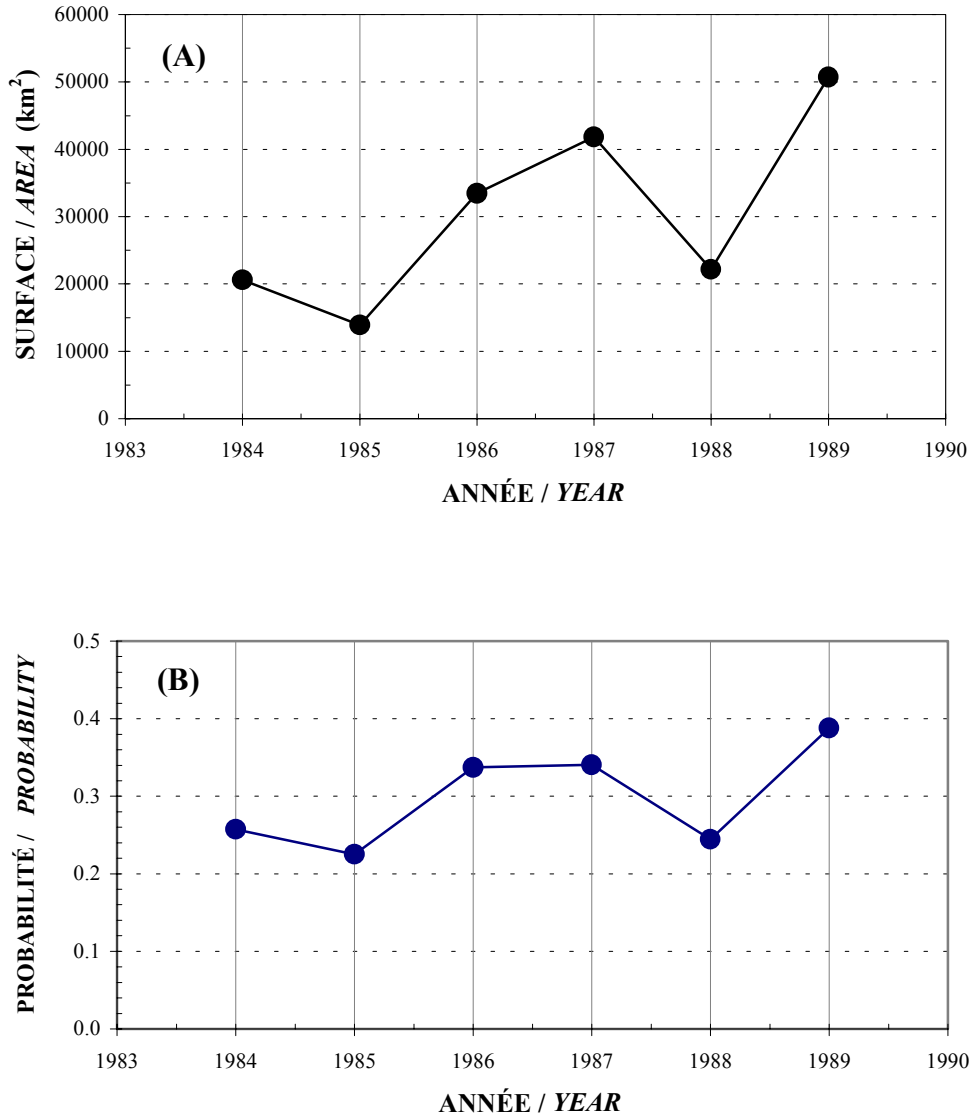 60000
(A)
50000
40000
30000
20000
10000
0
SURFACE / AREA (km²)
1983 1984 1985 1986 1987 1988 1989 1990
ANNÉE / YEAR
0.5
(B)
0.4
0.3
0.2
0.1
0.0
PROBABILITÉ / PROBABILITY
1983 1984 1985 1986 1987 1988 1989 1990
ANNÉE / YEAR